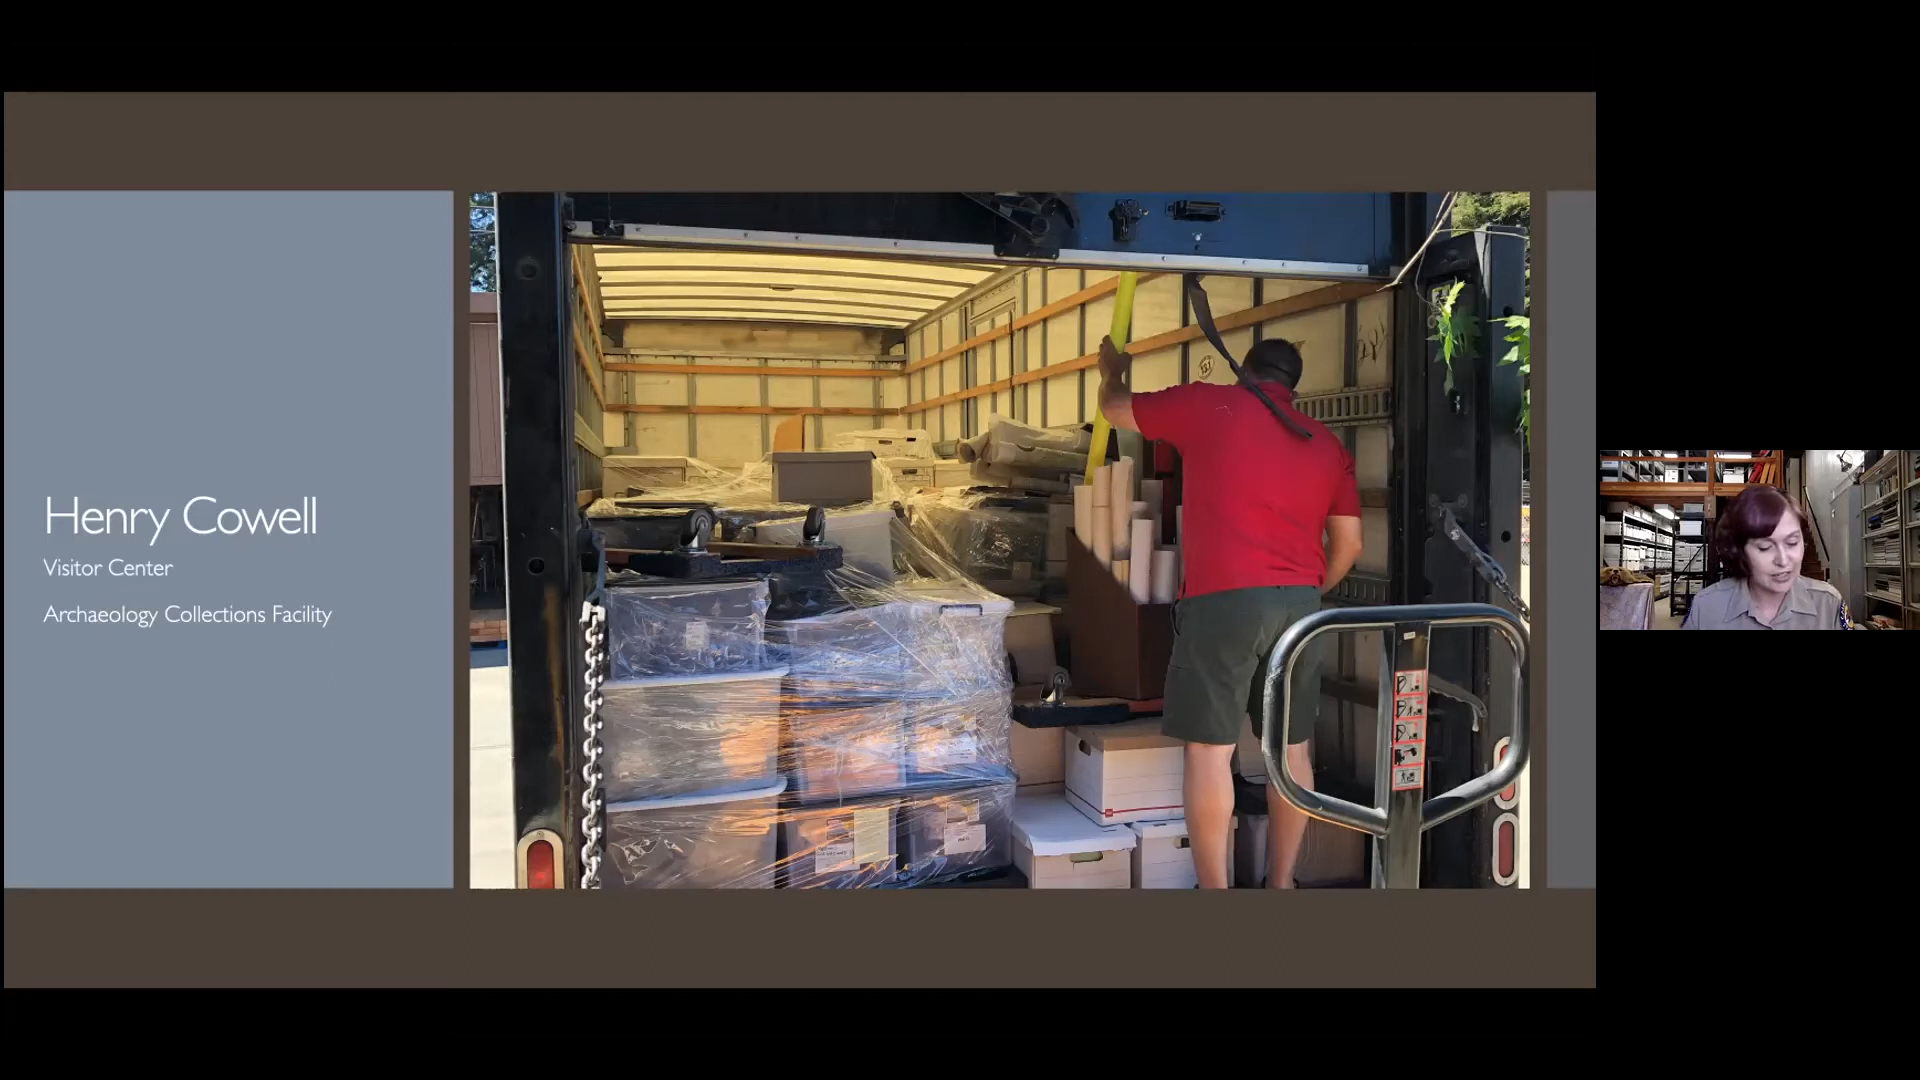 Henry Cowell
Visitor Center
Archaeology Collections Facility